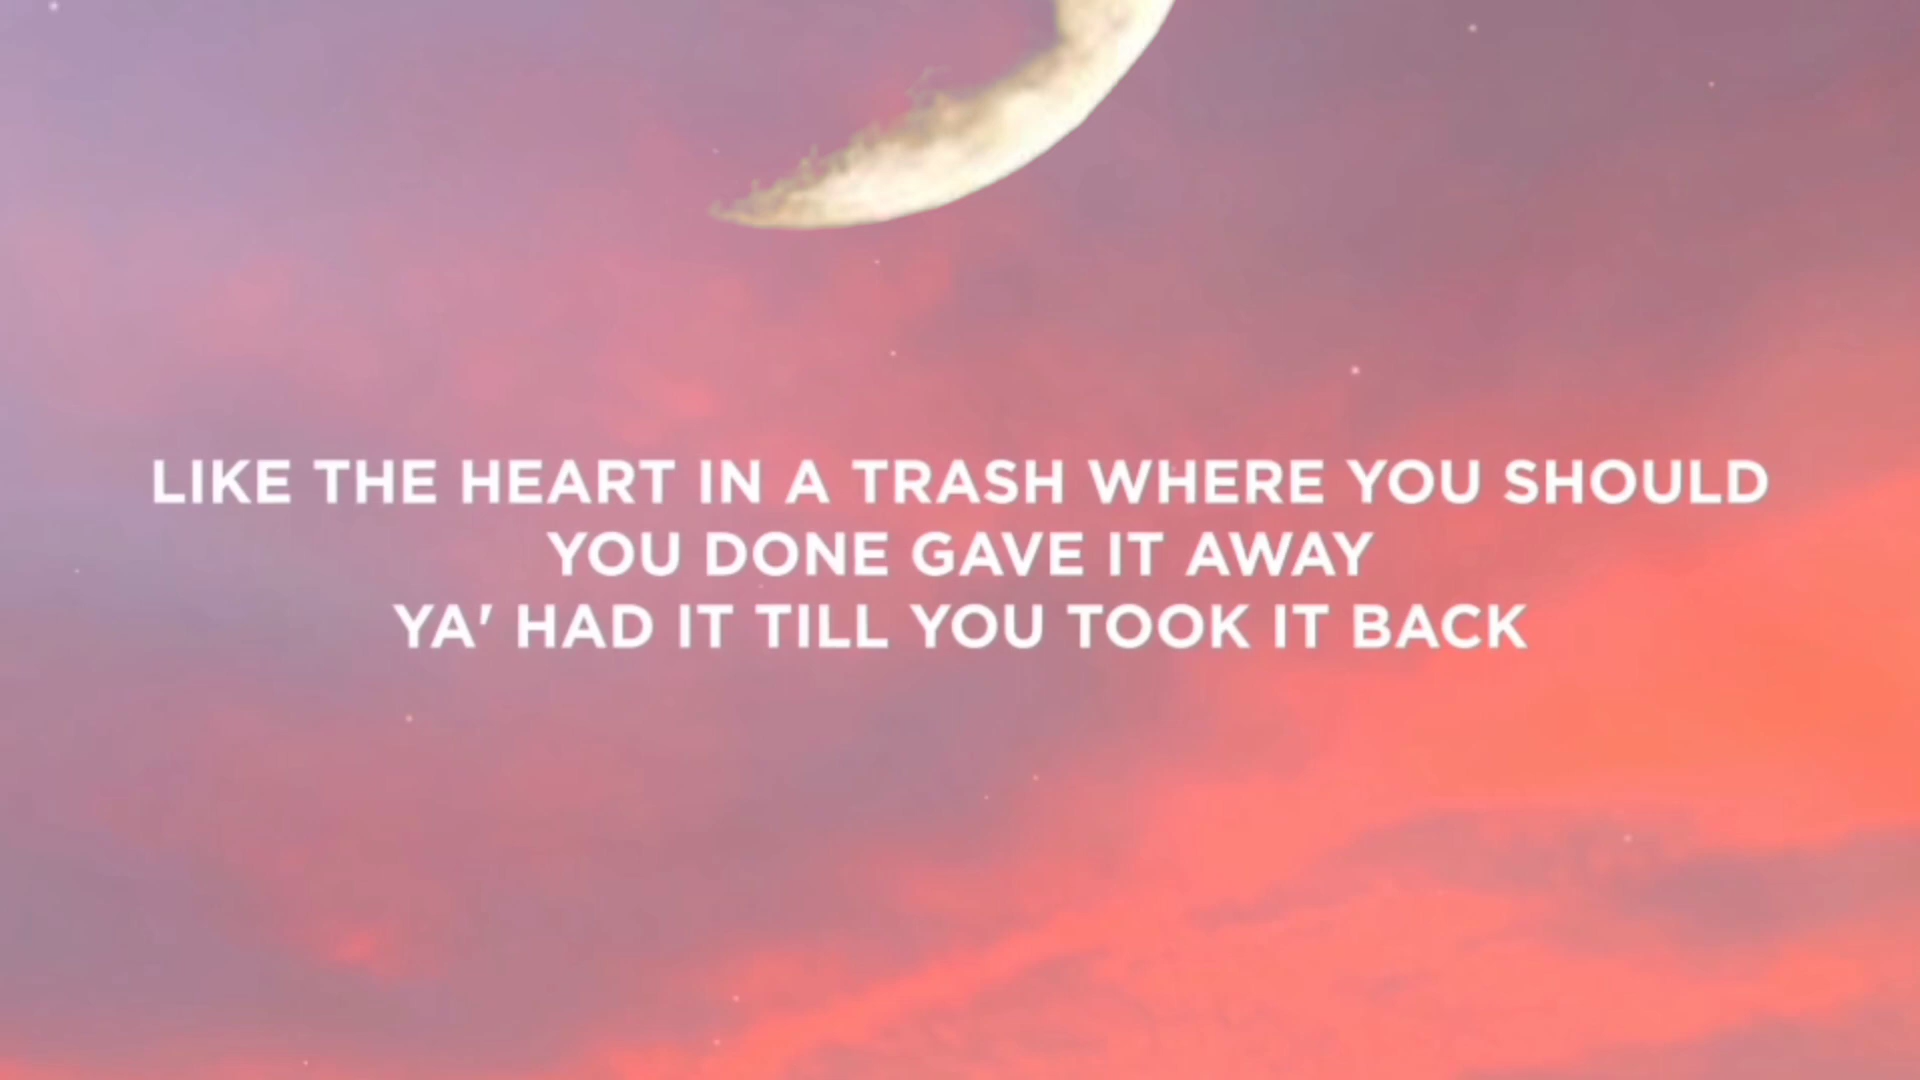 LIKE THE HEART IN A TRASH WHERE YOU SHOULD
YOU DONE GAVE IT AWAY
YA' HAD IT TILL YOU TOOK IT BACK